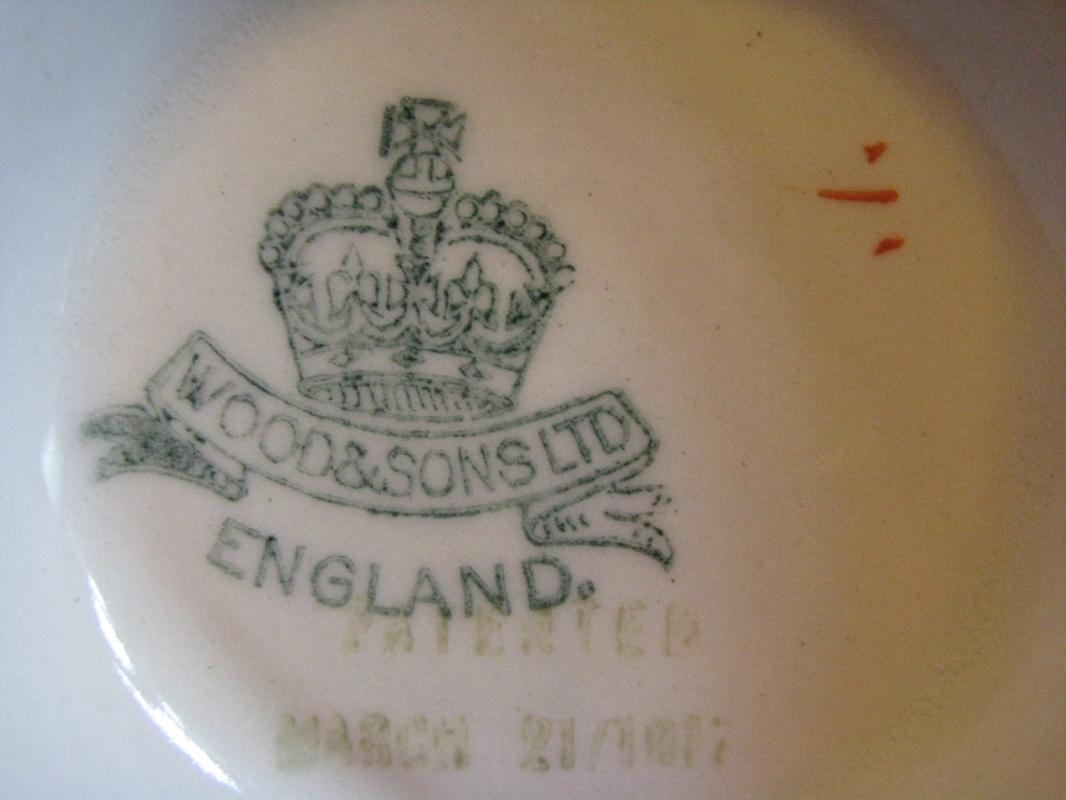 WOOD & SONS LTD
ENGLAND.
PATENTED
MARCH 21/1917